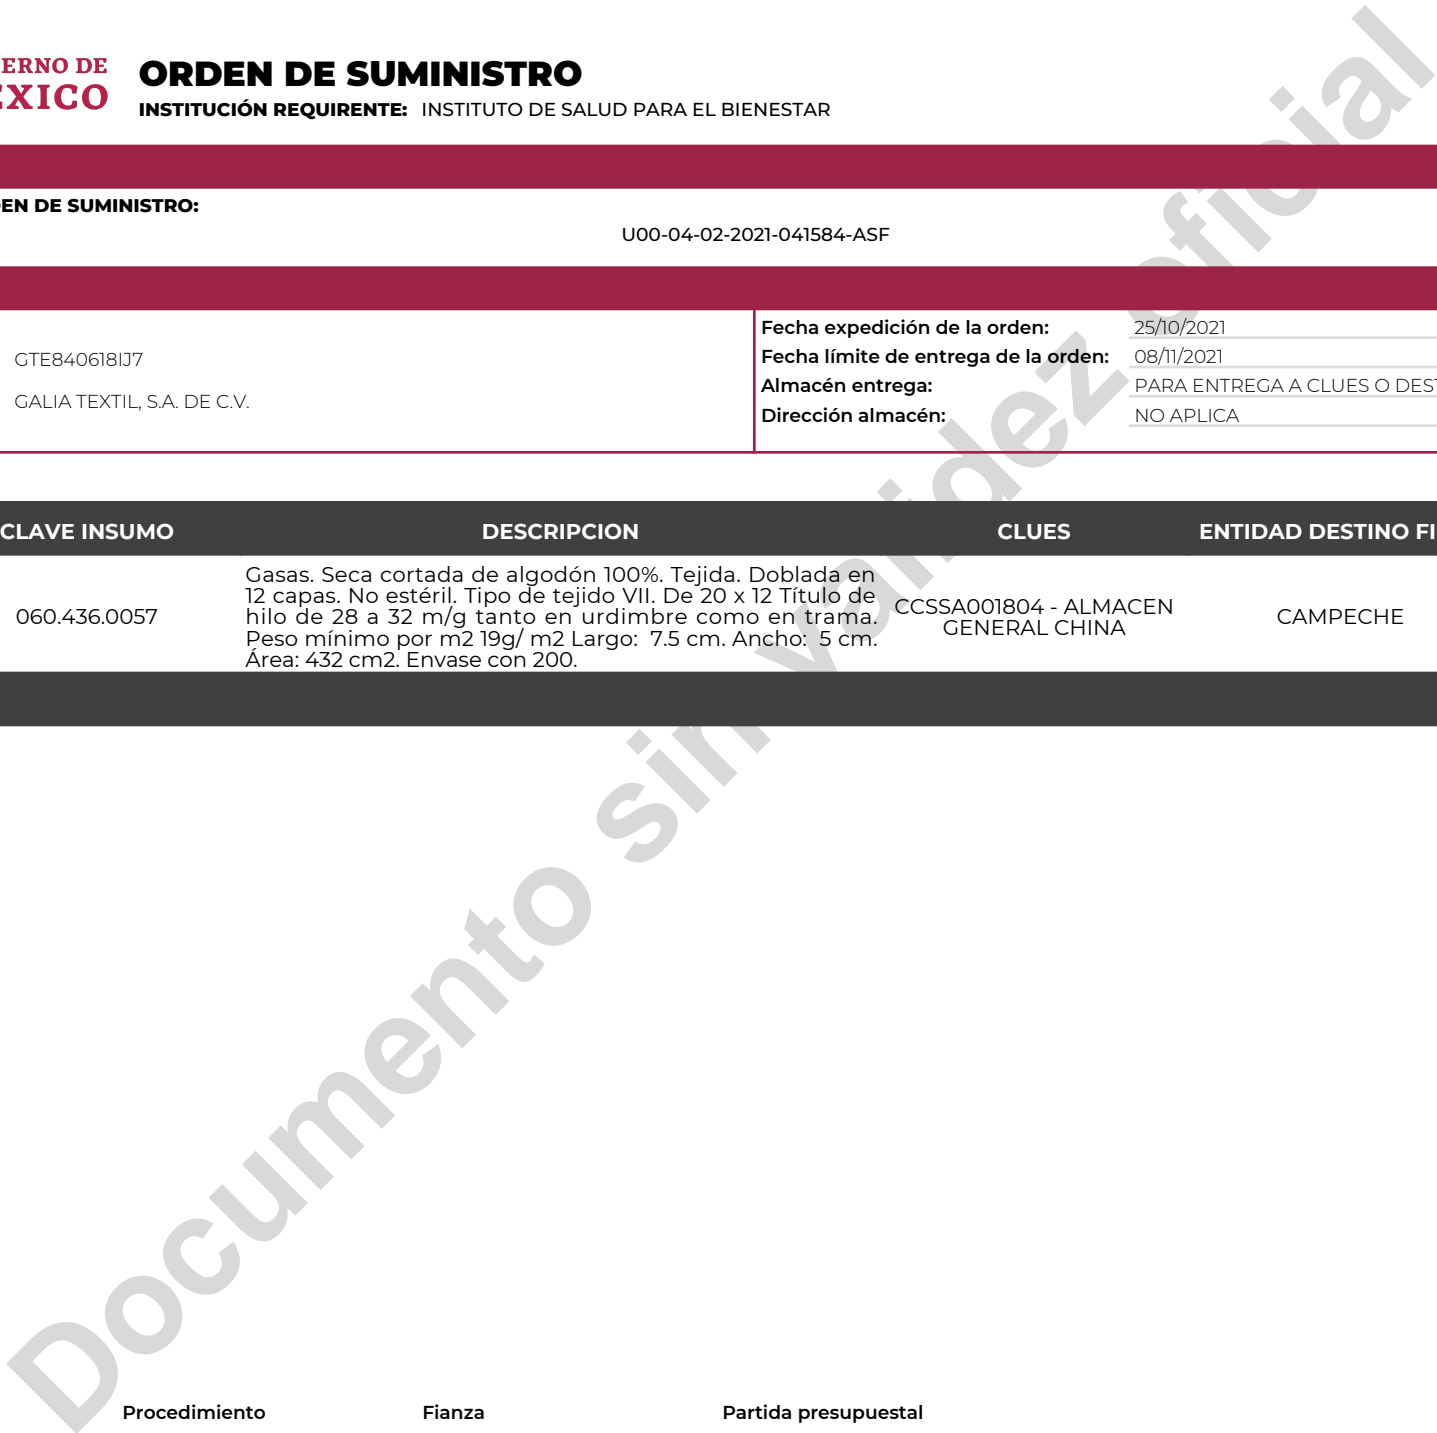 ERNO DE
EXICO
ORDEN DE SUMINISTRO
INSTITUCIÓN REQUIRENTE: INSTITUTO DE SALUD PARA EL BIENESTAR
EN DE SUMINISTRO:
U00-04-02-2021-041584-ASF
GTE840618IJ7
GALIA TEXTIL, S.A. DE C.V.
Fecha expedición de la orden: 25/10/2021
Fecha límite de entrega de la orden: 08/11/2021
Almacén entrega: PARA ENTREGA A CLUES O DEST
Dirección almacén: NO APLICA
CLAVE INSUMO DESCRIPCION CLUES ENTIDAD DESTINO FI
060.436.0057
Gasas. Seca cortada de algodón 100%. Tejida. Doblada en
12 capas. No estéril. Tipo de tejido VII. De 20 x 12 Título de
hilo de 28 a 32 m/g tanto en urdimbre como en trama.
Peso mínimo por m2 19g/ m2 Largo: 7.5 cm. Ancho: 5 cm.
Área: 432 cm2. Envase con 200.
CCSSA001804 - ALMACEN
GENERAL CHINA
CAMPECHE
Documento sin validez oficial
Procedimiento Fianza Partida presupuestal